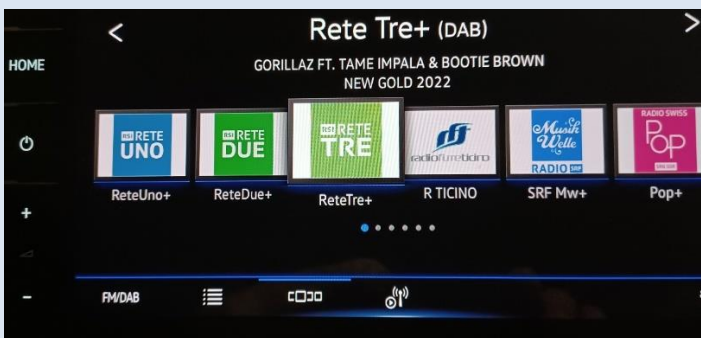 Rete Tre+ (DAB)
HOME
GORILLAZ FT. TAME IMPALA & BOOTIE BROWN
NEW GOLD 2022
RSI RETE
UNO
RSI RETE
DUE
RSI RETE
TRE
radiofiumeticino
Musik
Welle
RADIO SRF
RADIO SWISS
Pop
ReteUno+
ReteDue+
ReteTre+
R TICINO
SRF Mw+
Pop+
FM/DAB